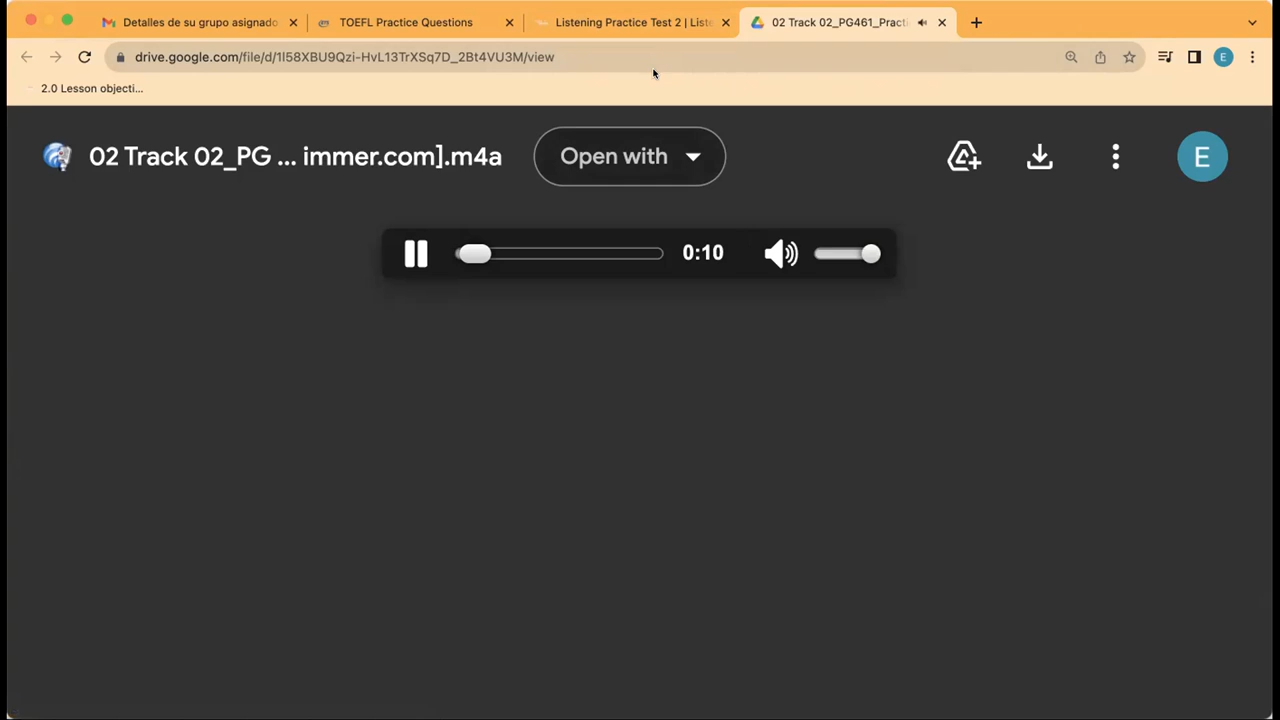 Detalles de su grupo asignado
TOEFL Practice Questions
Listening Practice Test 2 | Liste
02 Track 02_PG461_Practi
drive.google.com/file/d/1I58XBU9Qzi-HvL13TrXSq7D_2Bt4VU3M/view
E
2.0 Lesson objecti...
02 Track 02_PG ... immer.com].m4a
Open with
E
0:10